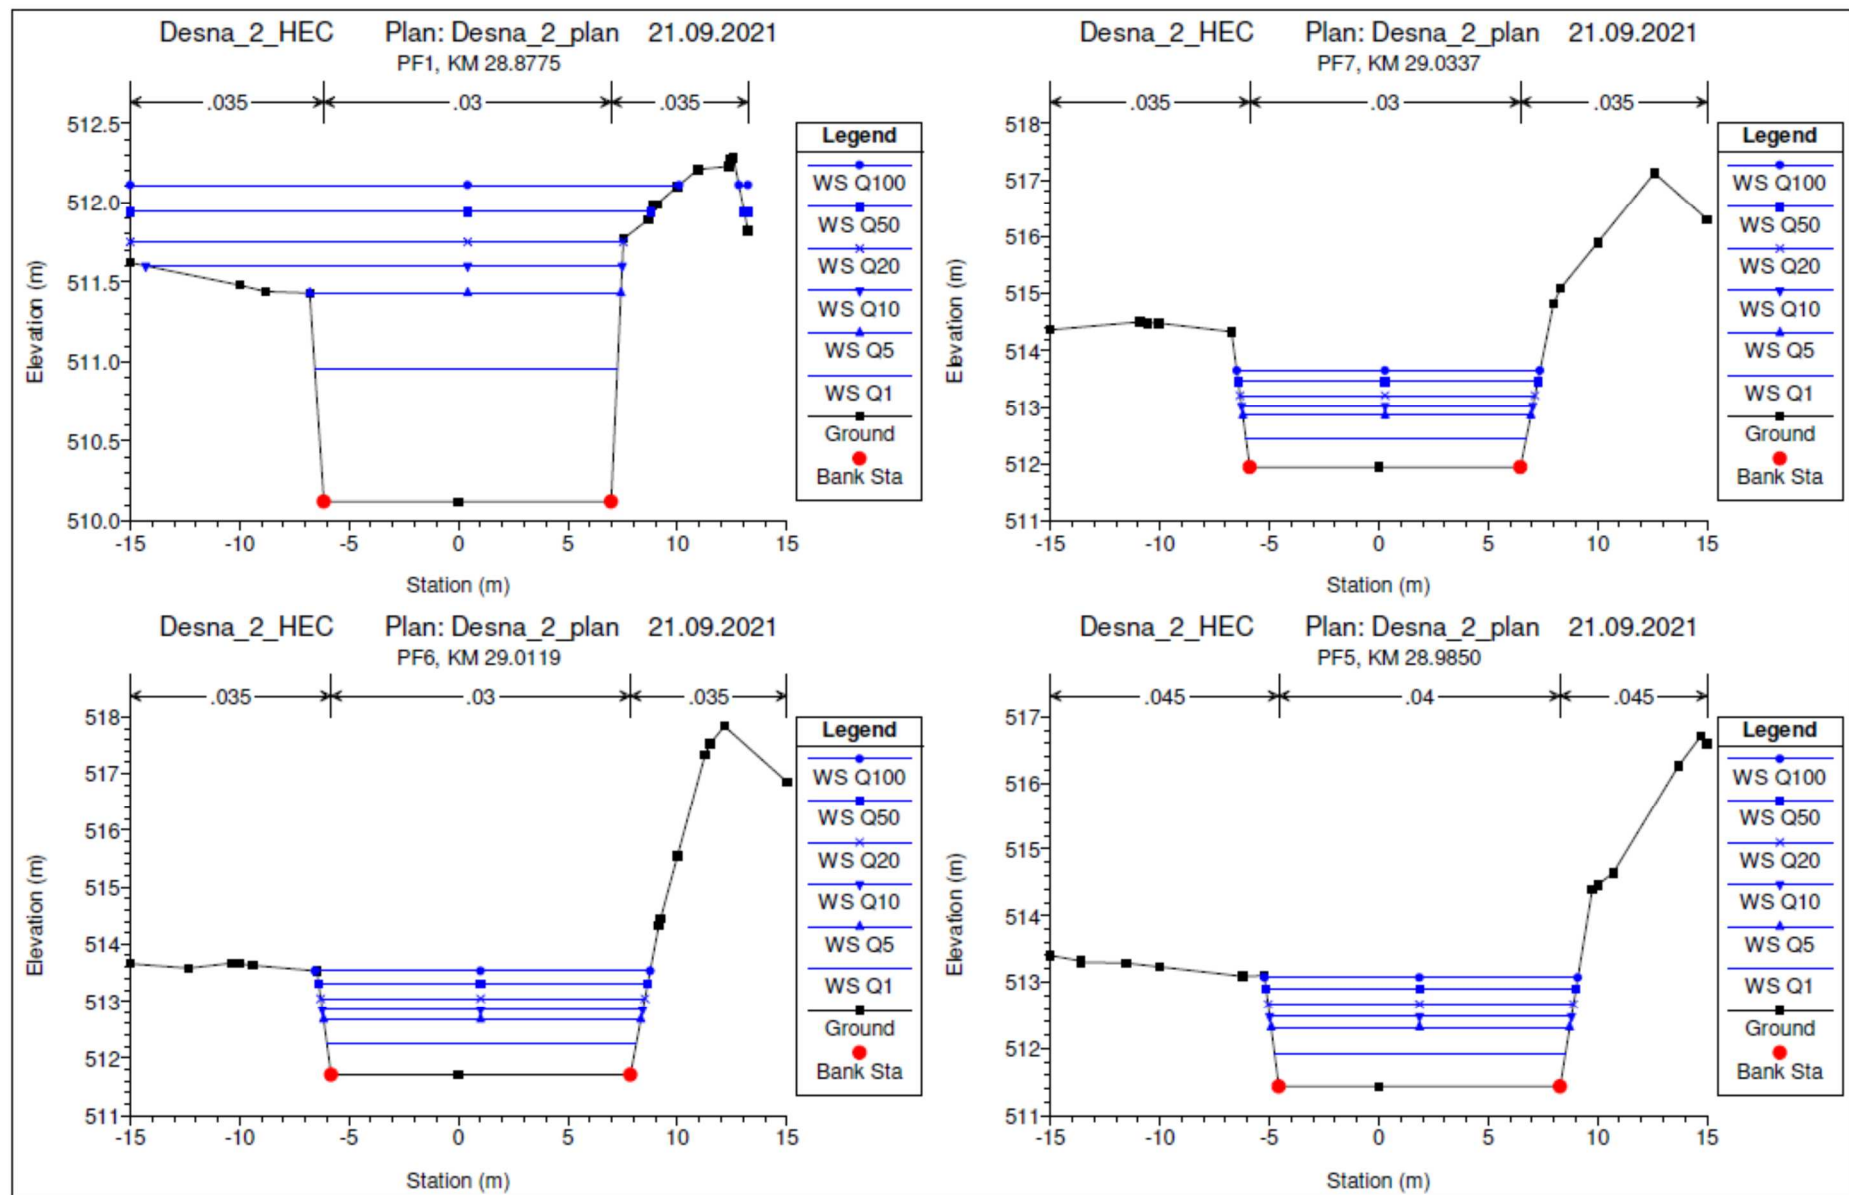 Desna_2_HEC Plan: Desna_2_plan 21.09.2021
PF1, KM 28.8775
.035 .03 .035
512.5
512.0
511.5
511.0
510.5
510.0
Elevation (m)
-15 -10 -5 0 5 10 15
Station (m)
Legend
WS Q100
WS Q50
WS Q20
WS Q10
WS Q5
WS Q1
Ground
Bank Sta
Desna_2_HEC Plan: Desna_2_plan 21.09.2021
PF7, KM 29.0337
.035 .03 .035
518
517
516
515
514
513
512
511
Elevation (m)
-15 -10 -5 0 5 10 15
Station (m)
Legend
WS Q100
WS Q50
WS Q20
WS Q10
WS Q5
WS Q1
Ground
Bank Sta
Desna_2_HEC Plan: Desna_2_plan 21.09.2021
PF6, KM 29.0119
.035 .03 .035
518
517
516
515
514
513
512
511
Elevation (m)
-15 -10 -5 0 5 10 15
Station (m)
Legend
WS Q100
WS Q50
WS Q20
WS Q10
WS Q5
WS Q1
Ground
Bank Sta
Desna_2_HEC Plan: Desna_2_plan 21.09.2021
PF5, KM 28.9850
.045 .04 .045
517
516
515
514
513
512
511
Elevation (m)
-15 -10 -5 0 5 10 15
Station (m)
Legend
WS Q100
WS Q50
WS Q20
WS Q10
WS Q5
WS Q1
Ground
Bank Sta